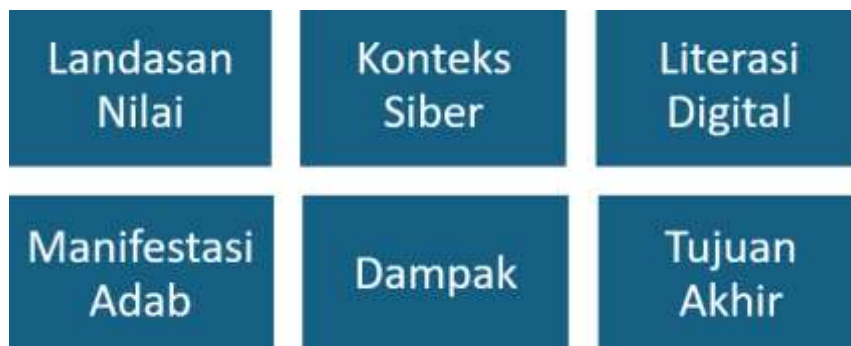 Landasan
Nilai
Konteks
Siber
Literasi
Digital
Manifestasi
Adab
Dampak
Tujuan
Akhir